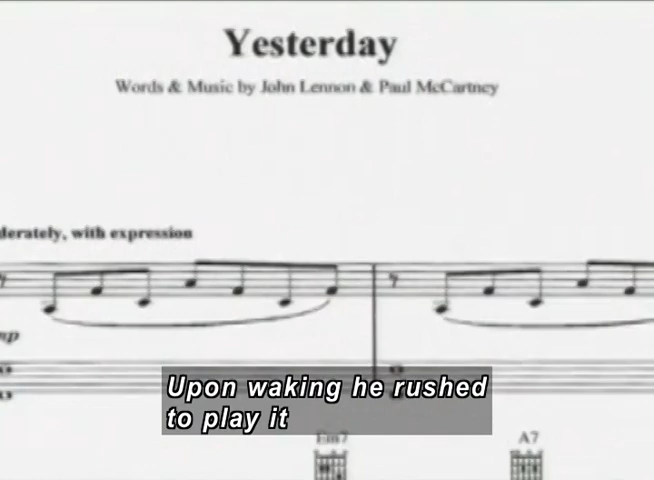 Yesterday
Words & Music by John Lennon & Paul McCartney
derately, with expression
mp
Upon waking he rushed
to play it
Em7 A7